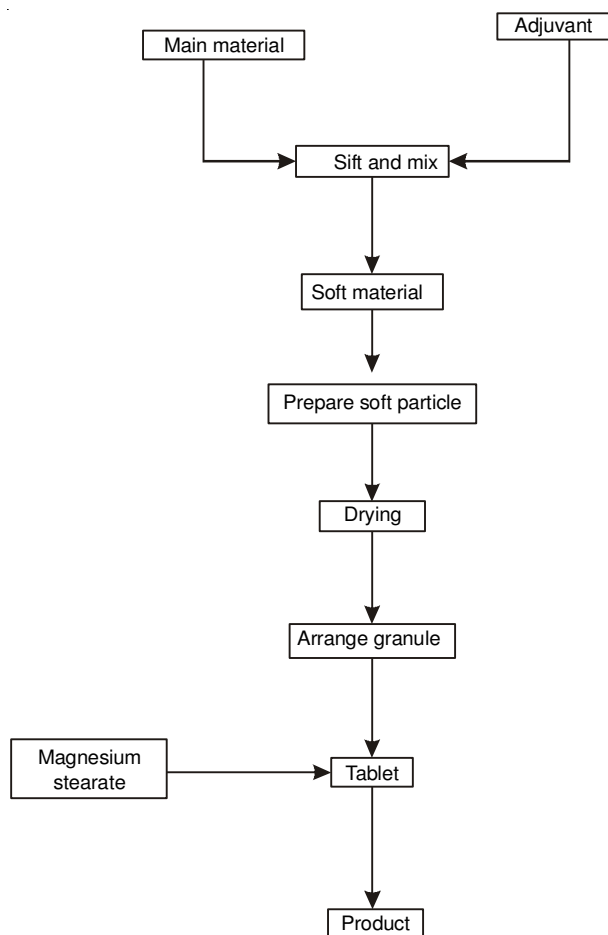 Main material
Adjuvant
Sift and mix
Soft material
Prepare soft particle
Drying
Arrange granule
Magnesium
stearate
Tablet
Product